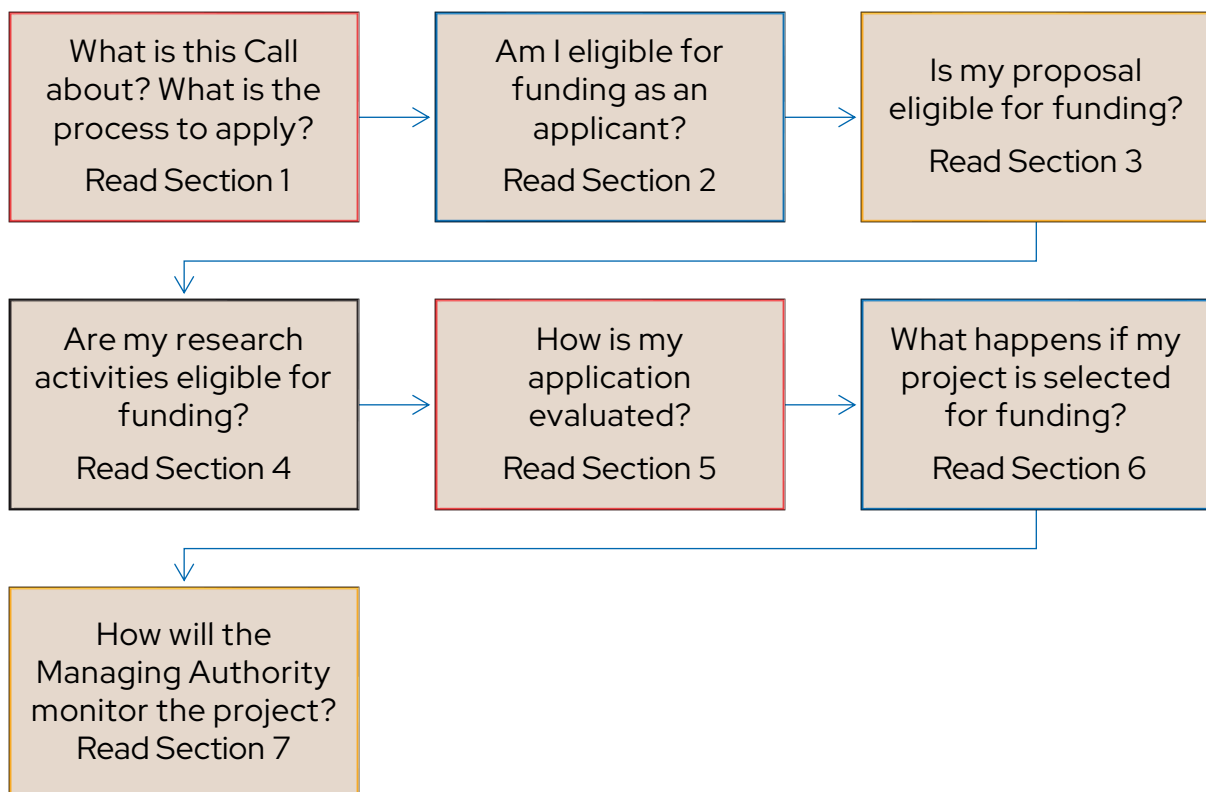 What is this Call
about? What is the
process to apply?
Read Section 1
Am I eligible for
funding as an
applicant?
Read Section 2
Is my proposal
eligible for funding?
Read Section 3
Are my research
activities eligible for
funding?
Read Section 4
How is my
application
evaluated?
Read Section 5
What happens if my
project is selected
for funding?
Read Section 6
How will the
Managing Authority
monitor the project?
Read Section 7